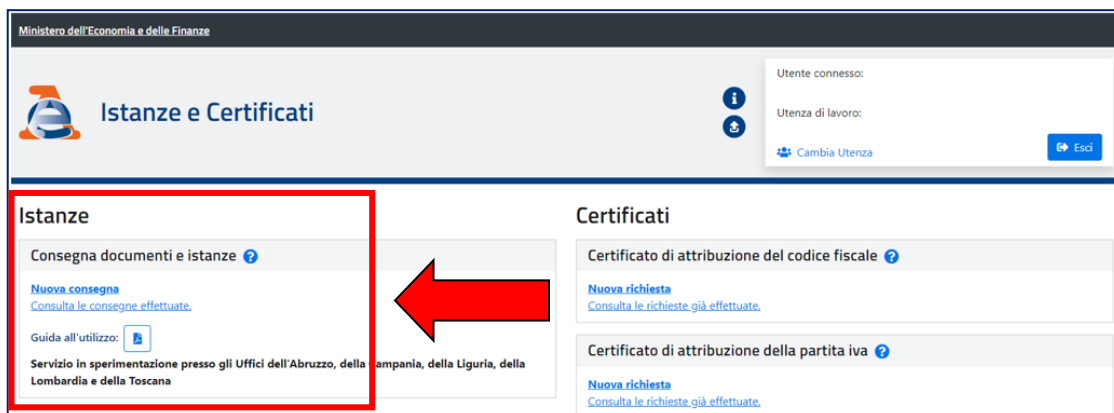 Ministero dell'Economia e delle Finanze
Istanze e Certificati
Utente connesso:
Utenza di lavoro:
Cambia Utenza
Esci
Istanze
Consegna documenti e istanze
Nuova consegna
Consulta le consegne effettuate.
Guida all'utilizzo:
Servizio in sperimentazione presso gli Uffici dell'Abruzzo, della Campania, della Liguria, della
Lombardia e della Toscana
Certificati
Certificato di attribuzione del codice fiscale
Nuova richiesta
Consulta le richieste già effettuate.
Certificato di attribuzione della partita iva
Nuova richiesta
Consulta le richieste già effettuate.